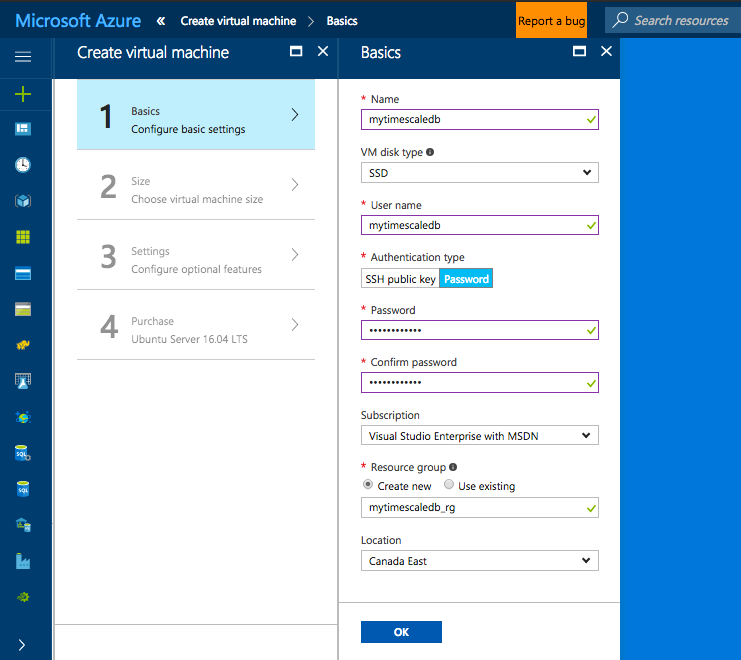 Microsoft Azure « Create virtual machine > Basics Report a bug Search resources
Create virtual machine
1
Basics
Configure basic settings
2
Size
Choose virtual machine size
3
Settings
Configure optional features
4
Purchase
Ubuntu Server 16.04 LTS
Basics
* Name
mytimescaledb
VM disk type
SSD
* User name
mytimescaledb
* Authentication type
SSH public key Password
* Password
••••••••••••
* Confirm password
••••••••••••
Subscription
Visual Studio Enterprise with MSDN
* Resource group
Create new Use existing
mytimescaledb_rg
Location
Canada East
OK
SQL
SQL